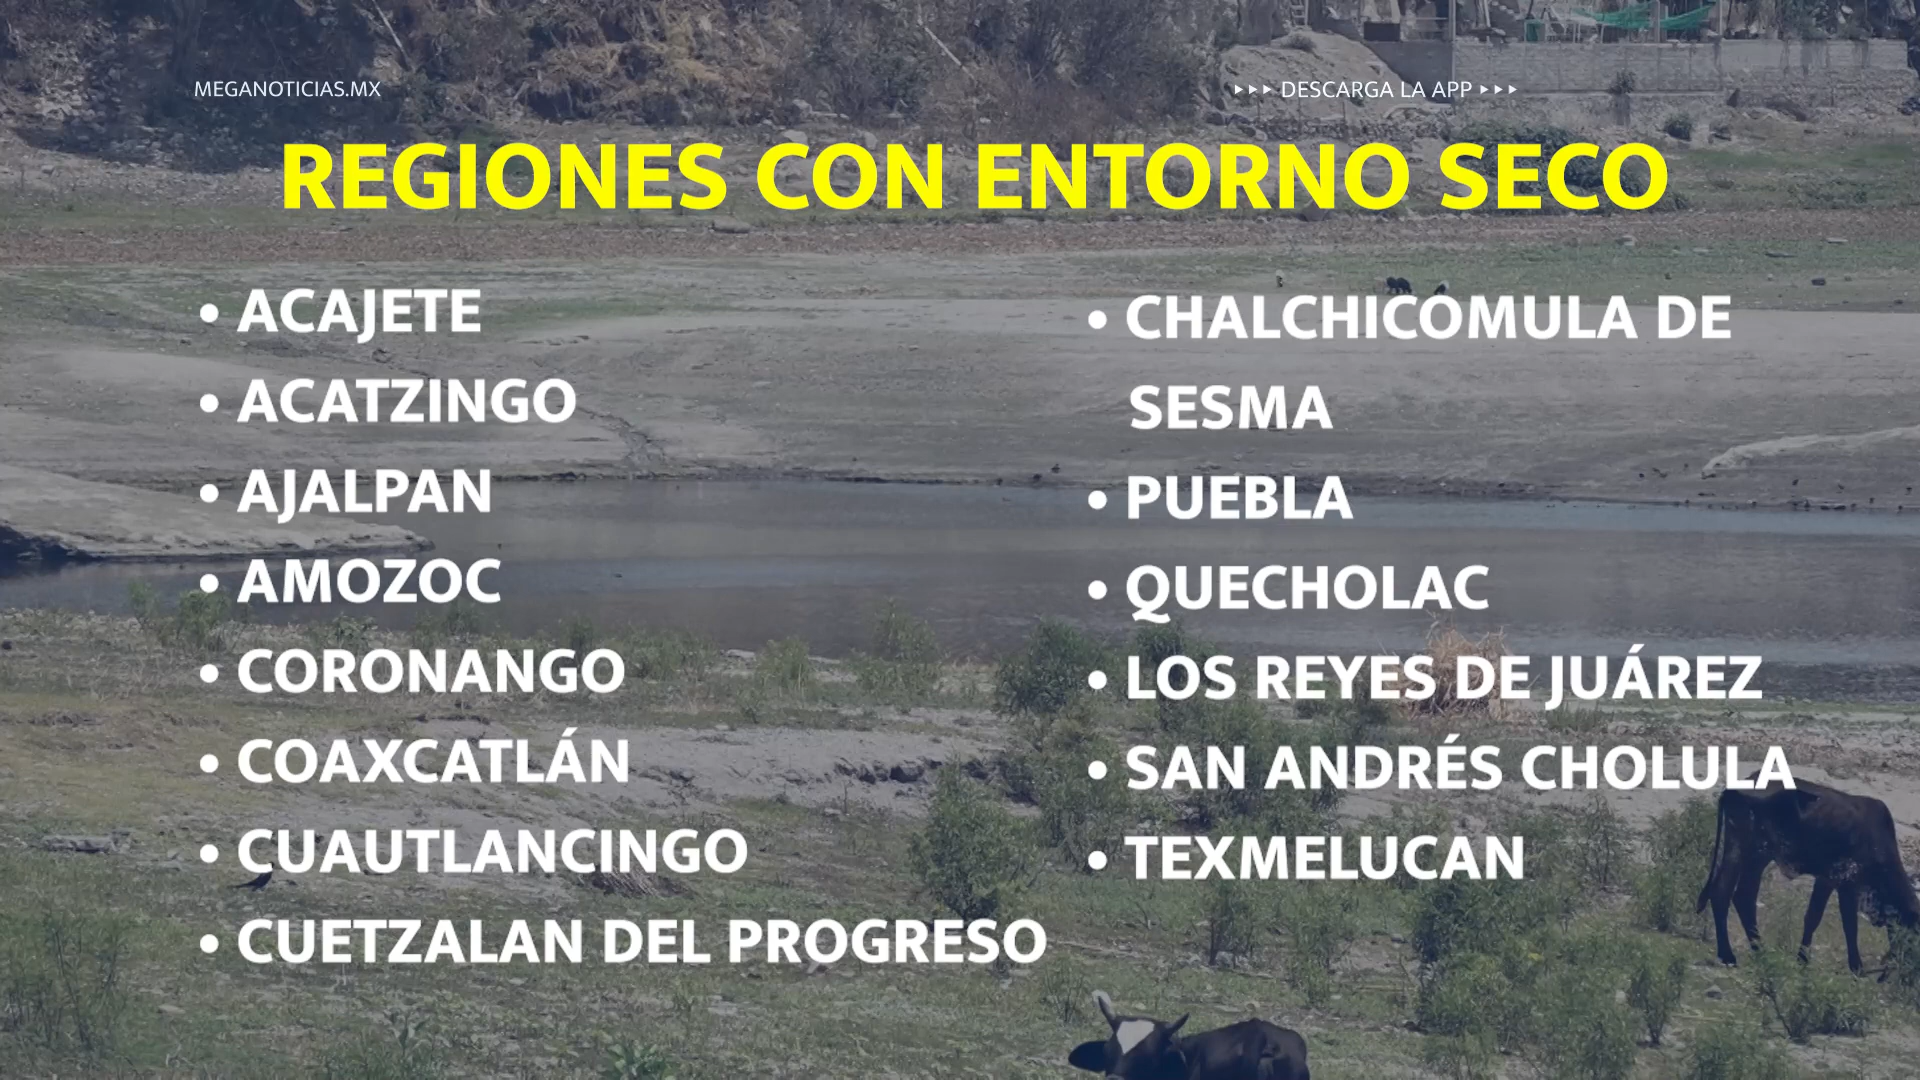 MEGANOTICIAS.MX
DESCARGA LA APP
REGIONES CON ENTORNO SECO
• ACAJETE
• ACATZINGO
• AJALPAN
• AMOZOC
• CORONANGO
• COAXCATLÁN
• CUAUTLANCINGO
• CUETZALAN DEL PROGRESO
• CHALCHICOMULA DE
SESMA
• PUEBLA
• QUECHOLAC
• LOS REYES DE JUÁREZ
• SAN ANDRÉS CHOLULA
• TEXMELUCAN